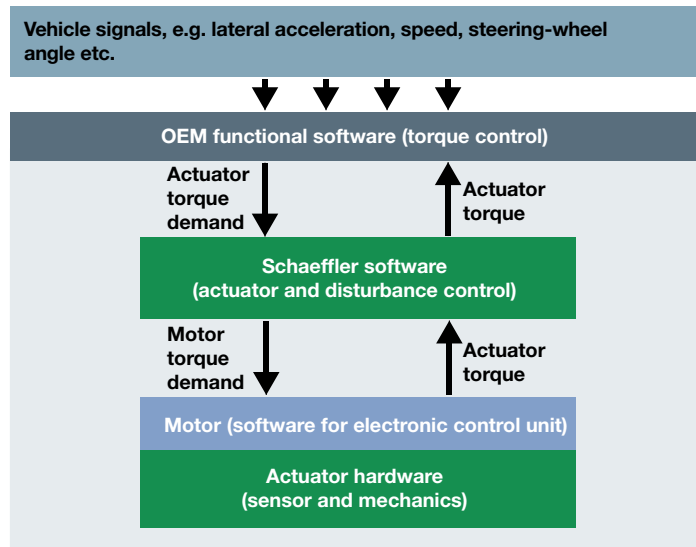 Vehicle signals, e.g. lateral acceleration, speed, steering-wheel
angle etc.
OEM functional software (torque control)
Actuator
torque
demand
Actuator
torque
Schaeffler software
(actuator and disturbance control)
Motor
torque
demand
Actuator
torque
Motor (software for electronic control unit)
Actuator hardware
(sensor and mechanics)